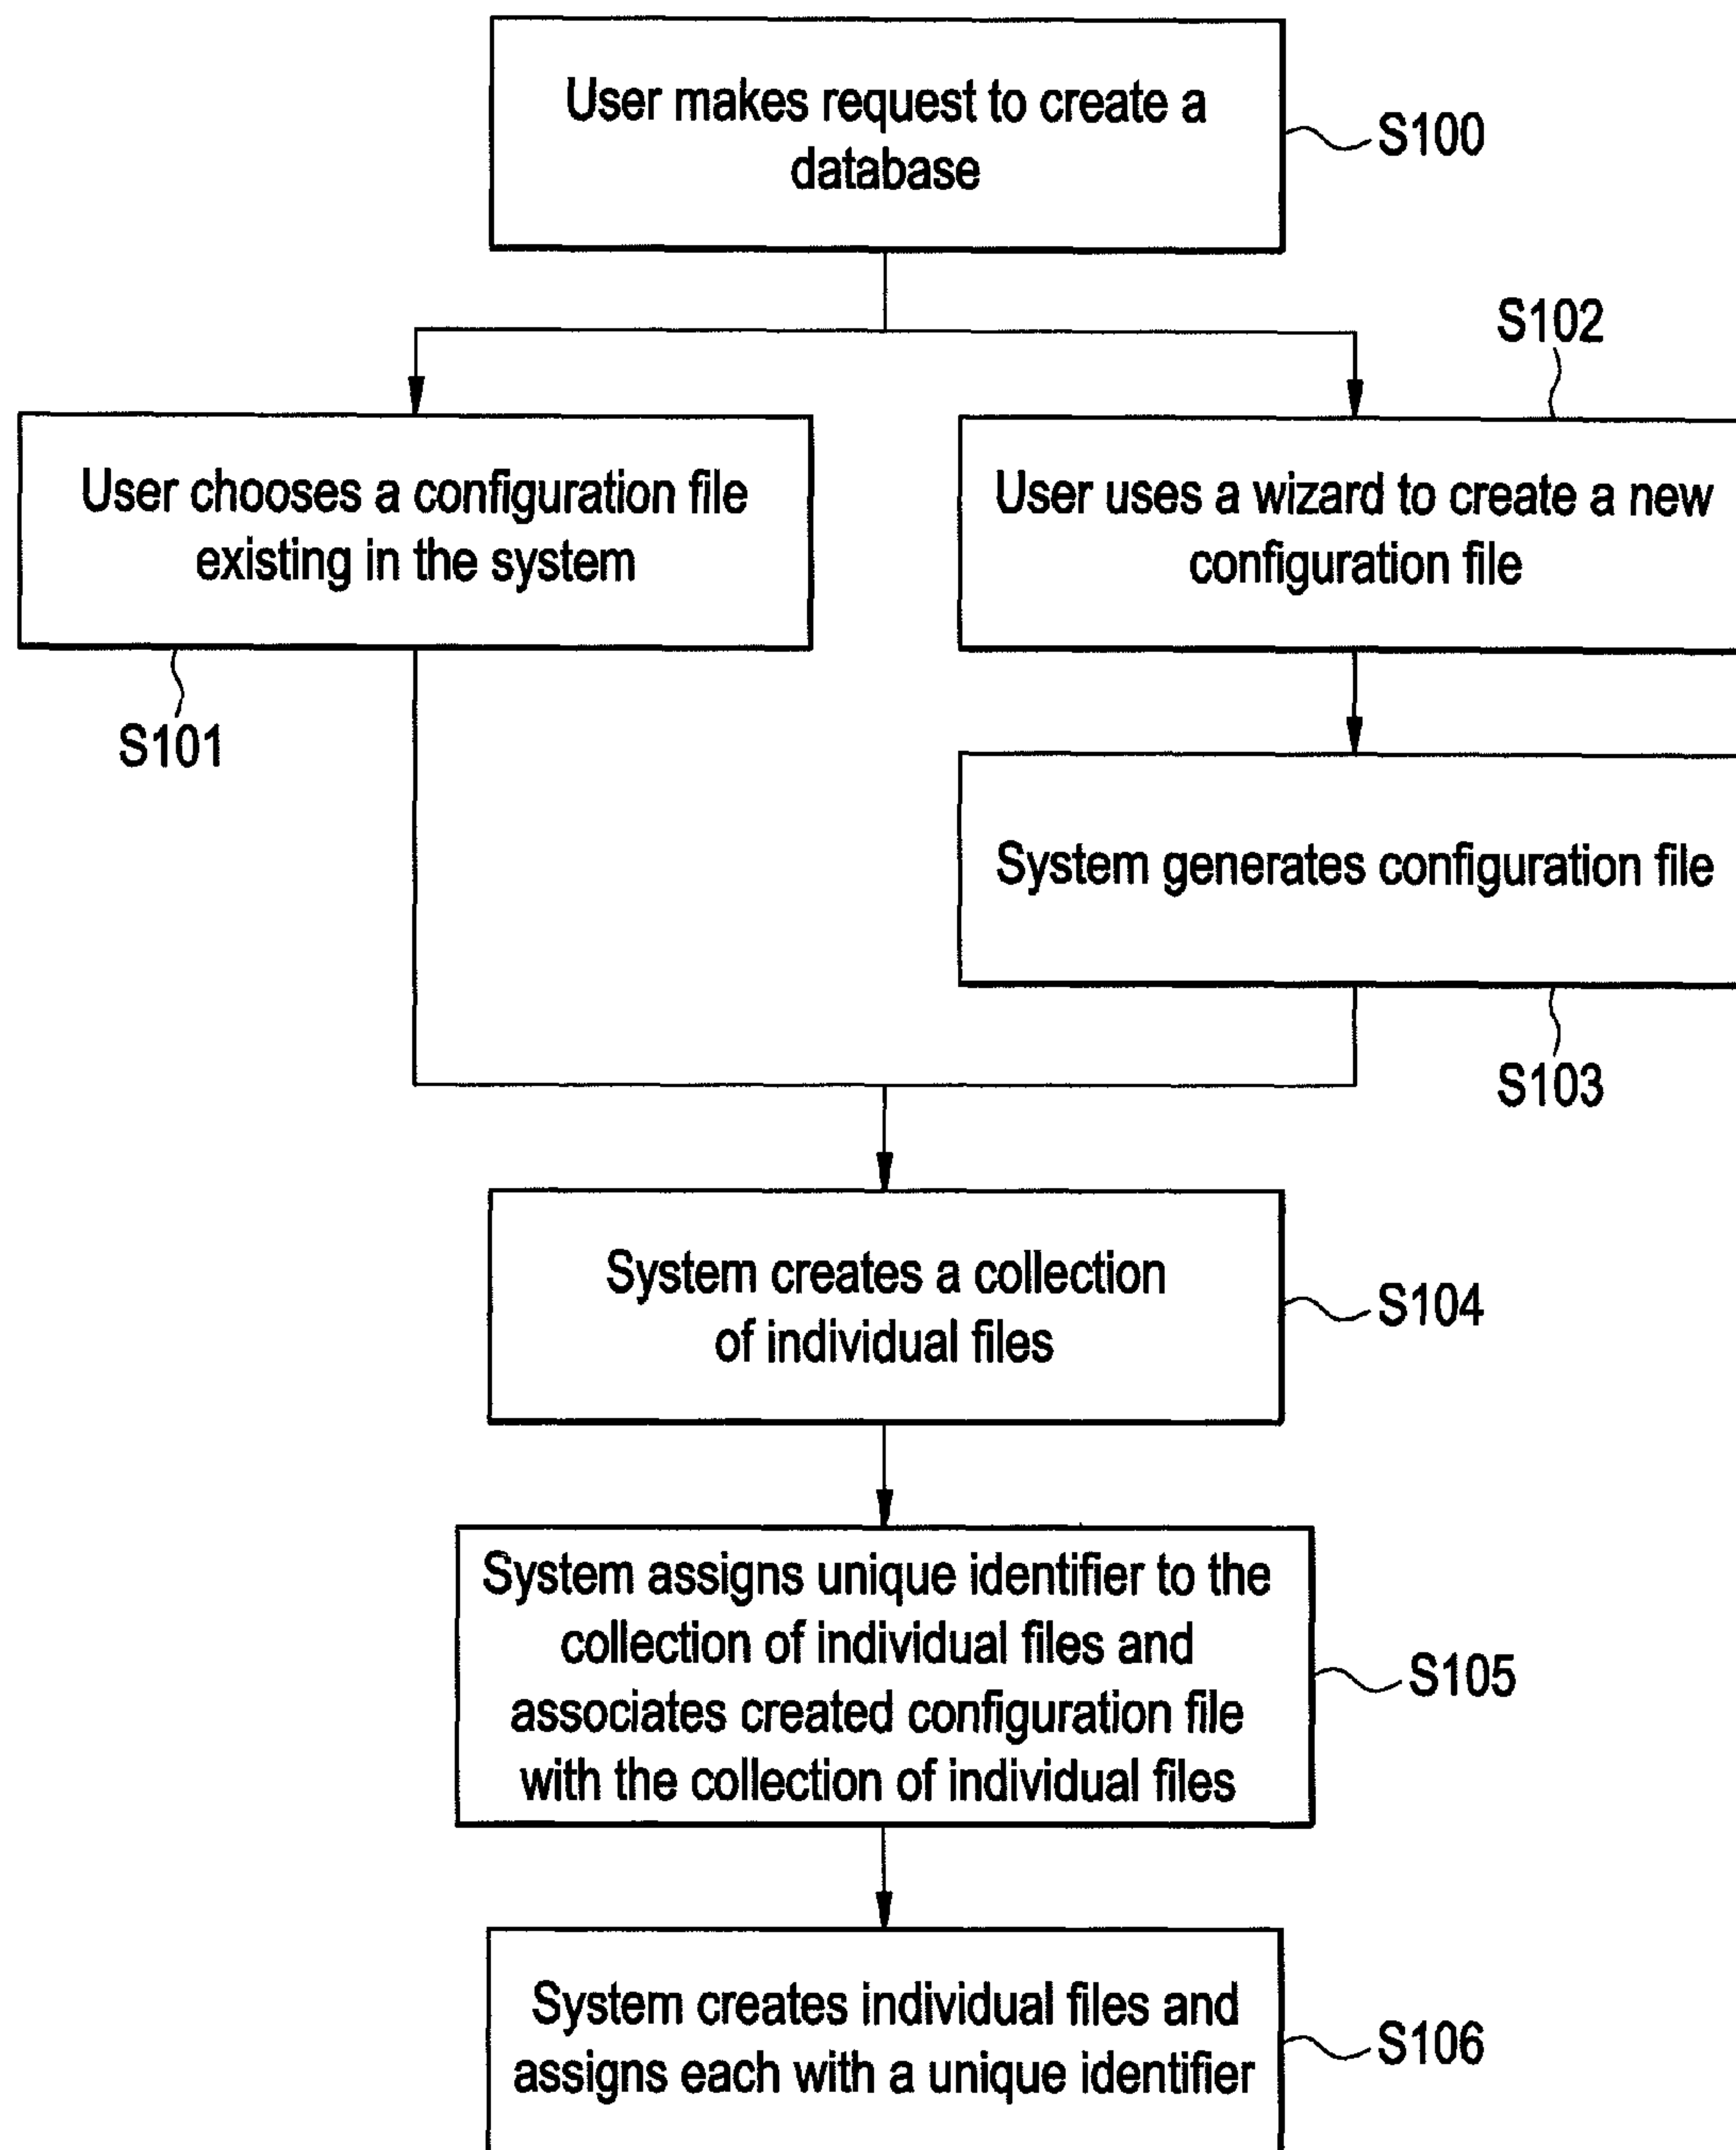 User makes request to create a
database
S100
S102
User chooses a configuration file
existing in the system
User uses a wizard to create a new
configuration file
S101
System generates configuration file
S103
System creates a collection
of individual files
S104
System assigns unique identifier to the
collection of individual files and
associates created configuration file
with the collection of individual files
S105
System creates individual files and
assigns each with a unique identifier
S106